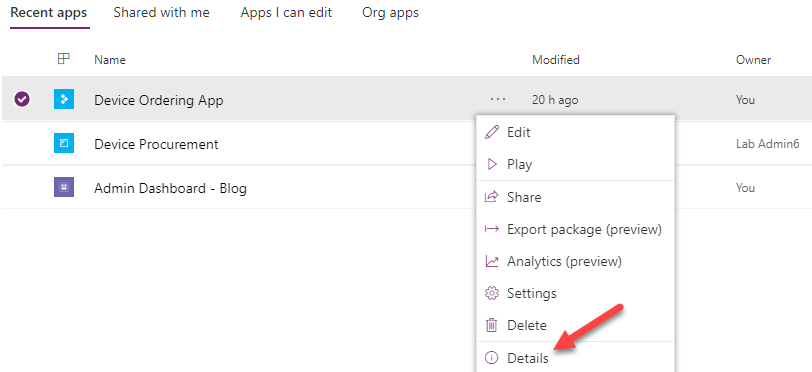 Recent apps Shared with me Apps I can edit Org apps
Name Modified Owner
Device Ordering App ... 20 h ago You
Device Procurement Lab Admin6
Admin Dashboard - Blog You
Edit
Play
Share
Export package (preview)
Analytics (preview)
Settings
Delete
Details